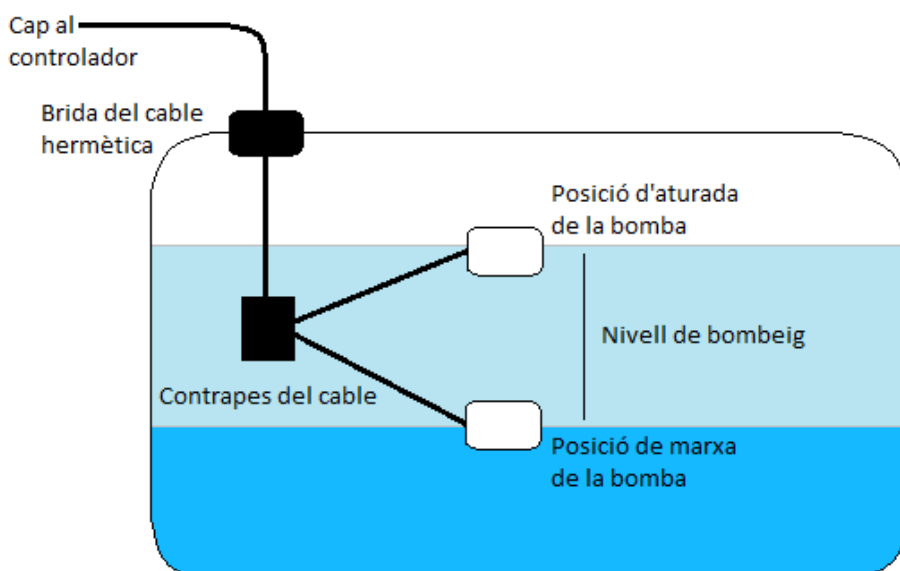 Cap al
controlador
Brida del cable
hermètica
Posició d'aturada
de la bomba
Nivell de bombeig
Contrapes del cable
Posició de marxa
de la bomba